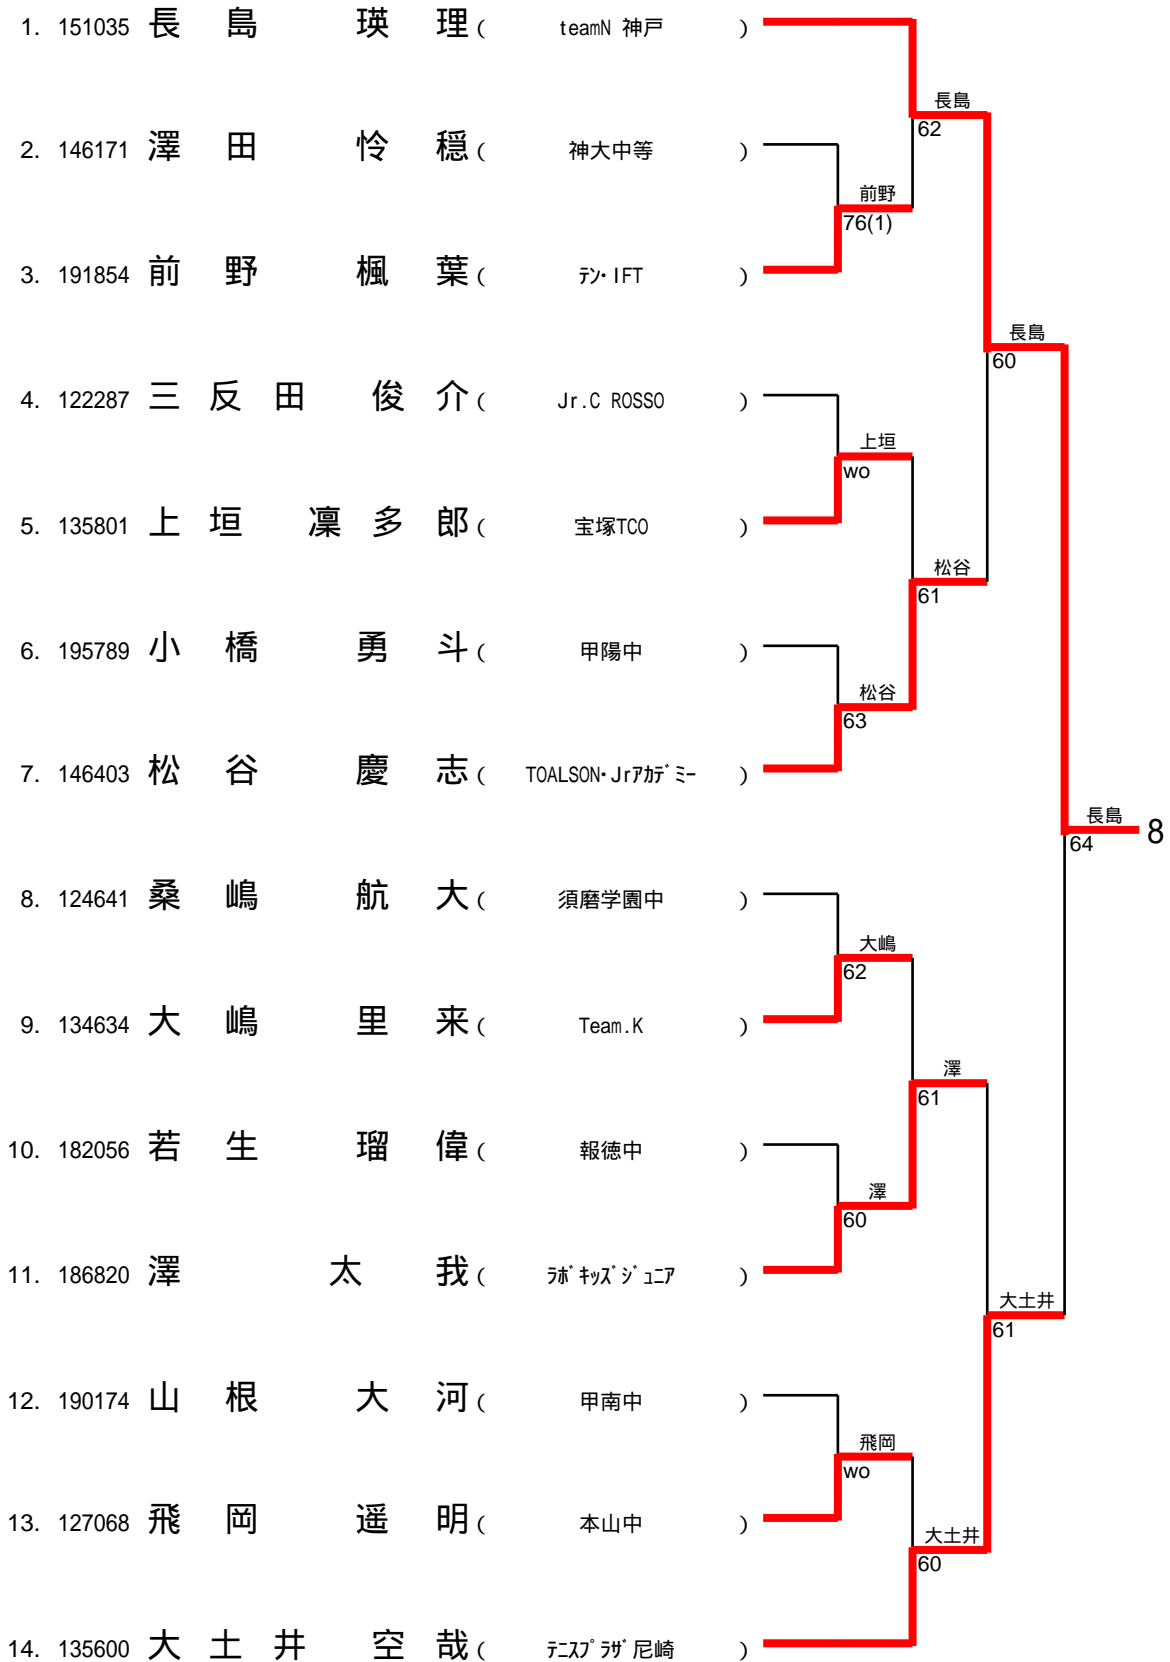 1. 151035 長 島 瑛 理 ( teamN 神戸 )
長島
62
2. 146171 澤 田 怜 穏 ( 神大中等 )
前野
76(1)
3. 191854 前 野 楓 葉 ( テン・IFT )
長島
60
4. 122287 三 反 田 俊 介 ( Jr.C ROSSO )
上垣
wo
5. 135801 上 垣 凜 多 郎 ( 宝塚TCO )
松谷
61
6. 195789 小 橋 勇 斗 ( 甲陽中 )
松谷
63
7. 146403 松 谷 慶 志 ( TOALSON・Jrアカデミー )
長島
64
8
8. 124641 桑 嶋 航 大 ( 須磨学園中 )
大嶋
62
9. 134634 大 嶋 里 来 ( Team.K )
澤
61
10. 182056 若 生 瑠 偉 ( 報徳中 )
澤
60
11. 186820 澤 太 我 ( ラボキッズジュニア )
大土井
61
12. 190174 山 根 大 河 ( 甲南中 )
飛岡
wo
13. 127068 飛 岡 遥 明 ( 本山中 )
大土井
60
14. 135600 大 土 井 空 哉 ( テニスプラザ尼崎 )